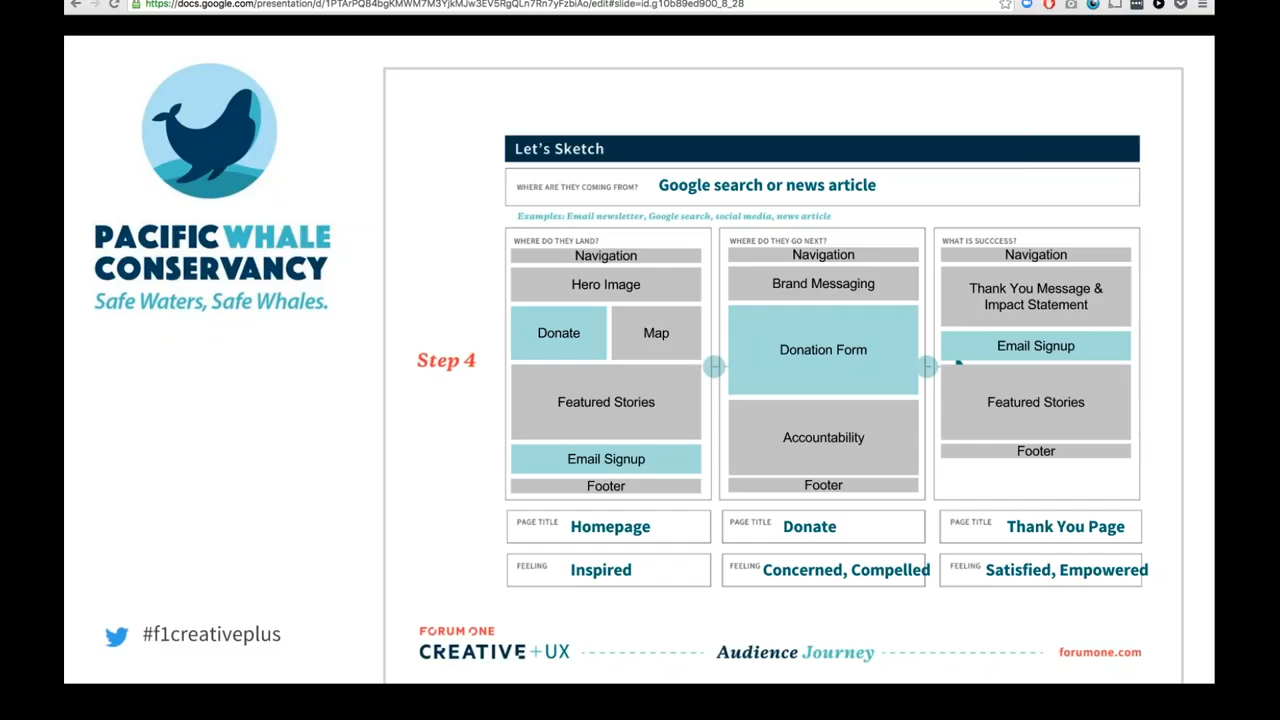 https://docs.google.com/presentation/d/1PTArPQ84bgKMWM7M3YjkMJw3EV5RgQLn7Rn7yFzbiAo/edit#slide=id.g10b89ed900_8_28
PACIFIC WHALE
CONSERVANCY
Safe Waters, Safe Whales.
#f1creativeplus
Step 4
Let's Sketch
WHERE ARE THEY COMING FROM? Google search or news article
Examples: Email newsletter, Google search, social media, news article
WHERE DO THEY LAND?
Navigation
Hero Image
Donate Map
Featured Stories
Email Signup
Footer
PAGE TITLE Homepage
FEELING Inspired
WHERE DO THEY GO NEXT?
Navigation
Brand Messaging
Donation Form
Accountability
Footer
PAGE TITLE Donate
FEELING Concerned, Compelled
WHAT IS SUCCCESS?
Navigation
Thank You Message &
Impact Statement
Email Signup
Featured Stories
Footer
PAGE TITLE Thank You Page
FEELING Satisfied, Empowered
FORUM ONE
CREATIVE+UX Audience Journey forumone.com